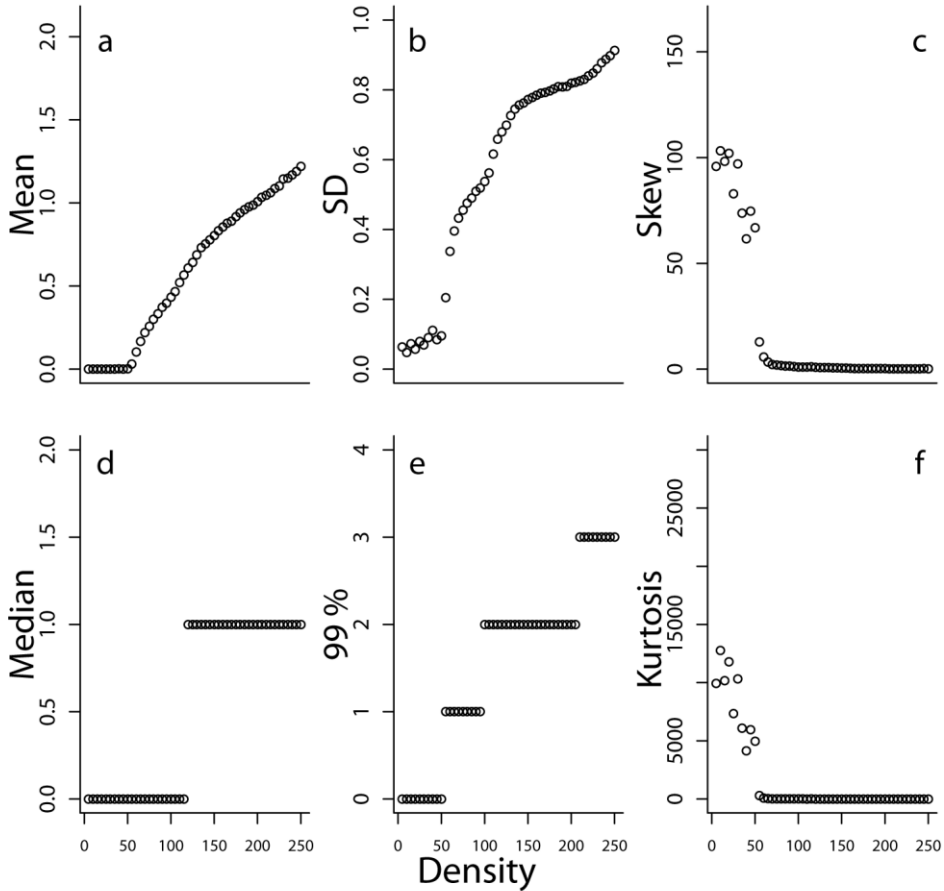 a
Mean
0.0 0.5 1.0 1.5 2.0
b
SD
0.0 0.2 0.4 0.6 0.8 1.0
c
Skew
0 50 100 150
d
Median
0.0 0.5 1.0 1.5 2.0
0 50 100 150 200 250
e
99 %
0 1 2 3 4
0 50 100 150 200 250
f
Kurtosis
0 5000 15000 25000
0 50 100 150 200 250
Density